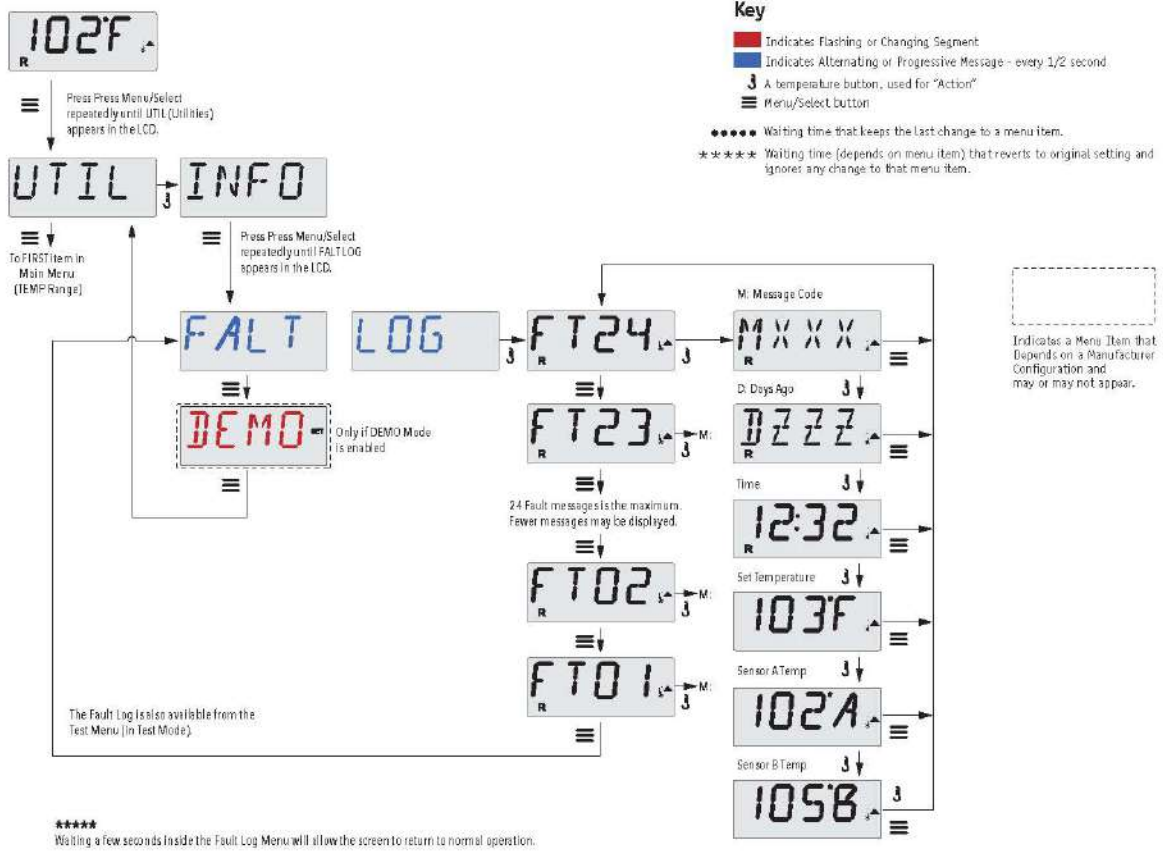 Key
Indicates Flashing or Changing Segment
Indicates Alternating or Progressive Message - every 1/2 second
A temperature button, used for "Action"
Menu/Select button
••••• Waiting time that keeps the last change to a menu item.
***** Waiting time (depends on menu item) that reverts to original setting and
ignores any change to that menu item.
102°F
R
Press Press Menu/Select
repeatedly until UTIL (Utilities)
appears in the LCD.
UTIL
INFO
To FIRST item in
Main Menu
(TEMP Range)
Press Press Menu/Select
repeatedly until FALT LOG
appears in the LCD.
FALT
LOG
DEMO
SET
Only if DEMO Mode
is enabled
FT24
R
FT23
R
M:
24 Fault messages is the maximum.
Fewer messages may be displayed.
FT02
R
M:
FT01
R
M:
M: Message Code
MXXX
R
D: Days Ago
DZZZ
R
Time
12:32
R
Set Temperature
103°F
Sensor A Temp
102°A
Sensor B Temp
105°B
Indicates a Menu Item that
Depends on a Manufacturer
Configuration and
may or may not appear.
The Fault Log is also available from the
Test Menu (in Test Mode).
*****
Waiting a few seconds inside the Fault Log Menu will allow the screen to return to normal operation.